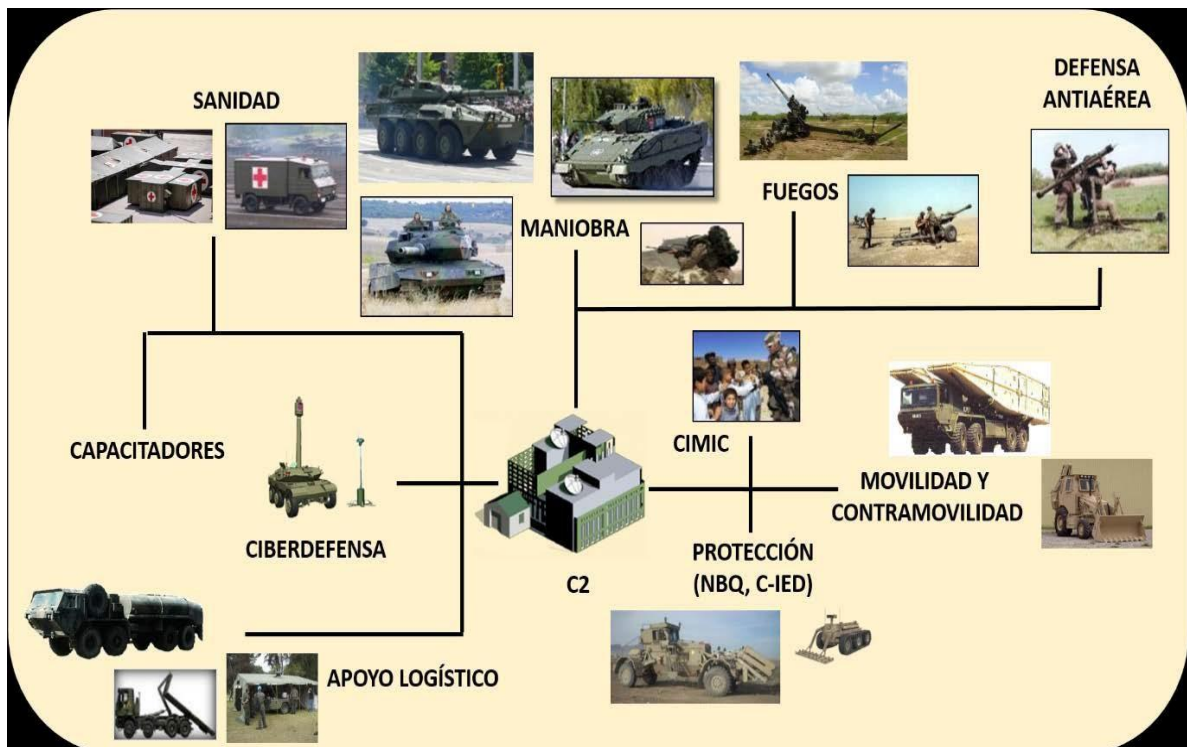 SANIDAD
DEFENSA
ANTIAÉREA
FUEGOS
MANIOBRA
CAPACITADORES
CIMIC
MOVILIDAD Y
CONTRAMOVILIDAD
CIBERDEFENSA
PROTECCIÓN
(NBQ, C-IED)
C2
APOYO LOGÍSTICO